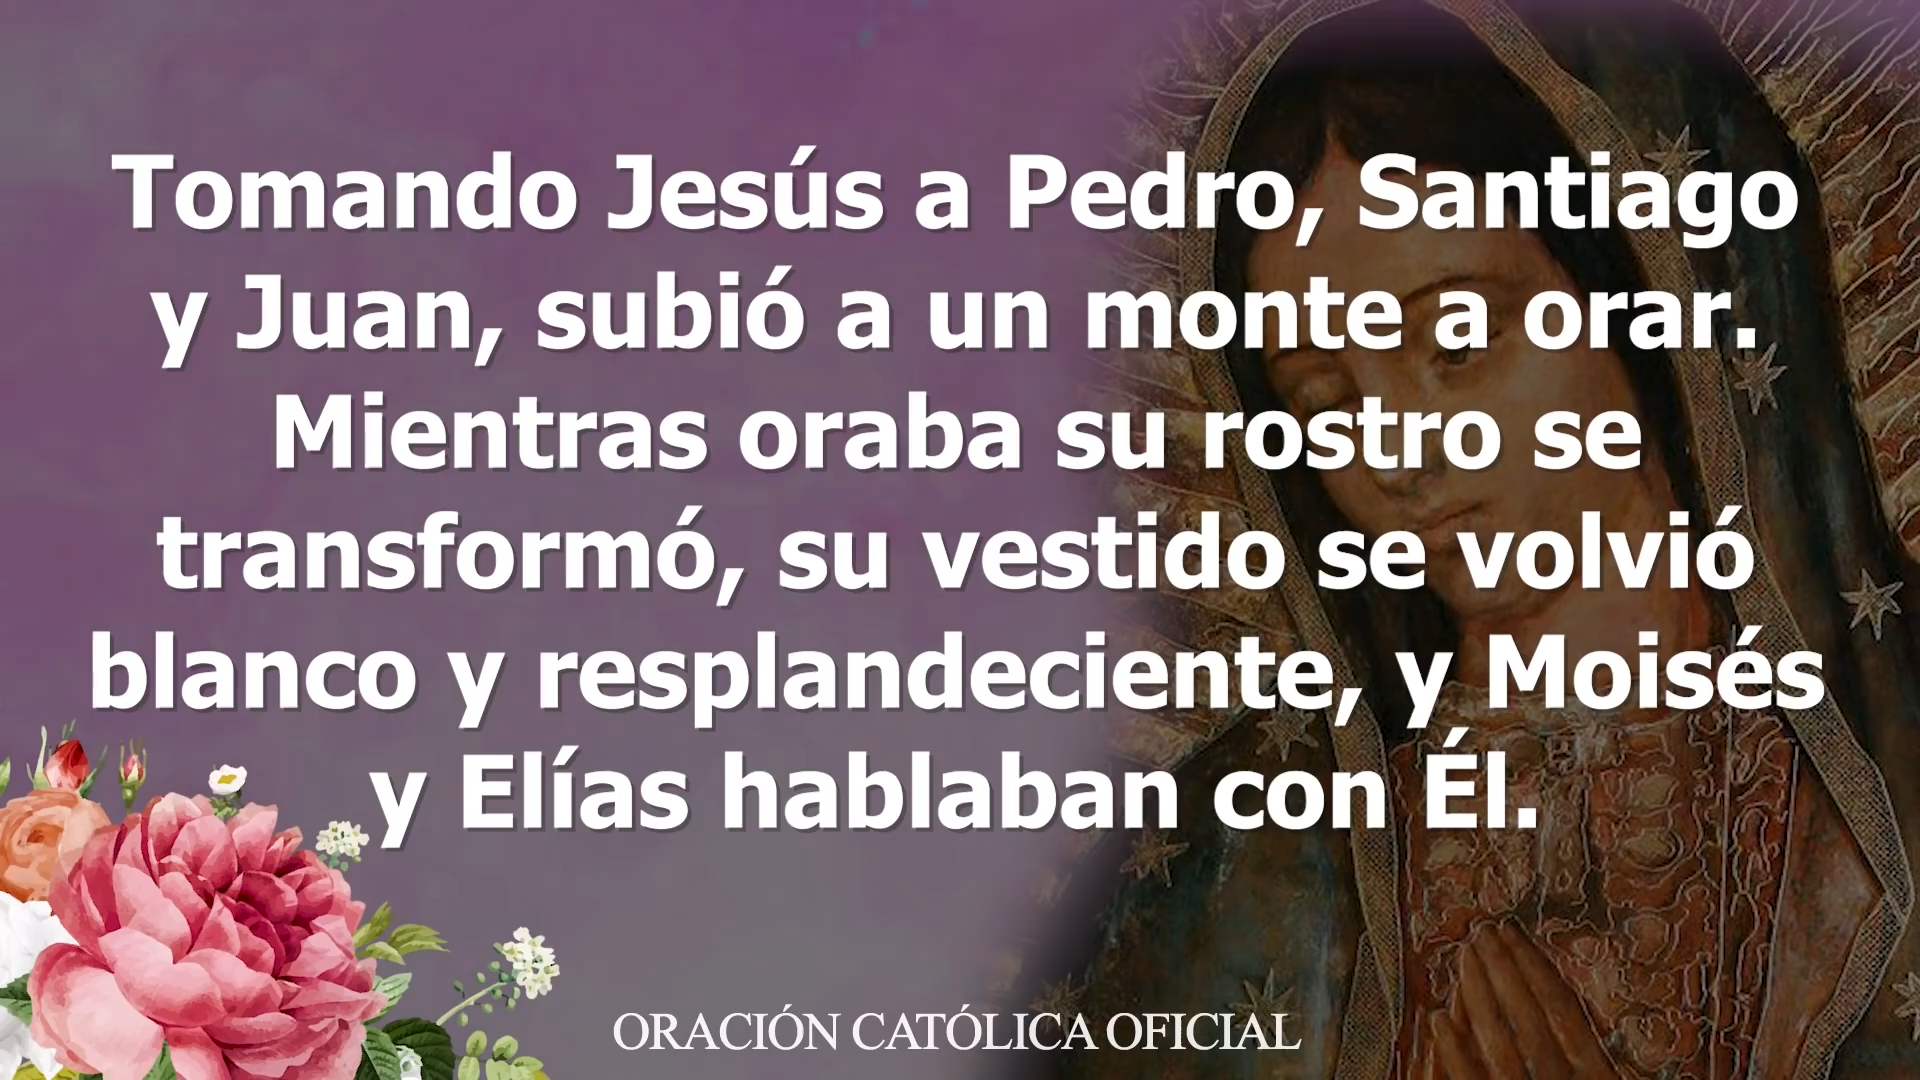 Tomando Jesús a Pedro, Santiago
y Juan, subió a un monte a orar.
Mientras oraba su rostro se
transformó, su vestido se volvió
blanco y resplandeciente, y Moisés
y Elías hablaban con Él.
ORACIÓN CATÓLICA OFICIAL